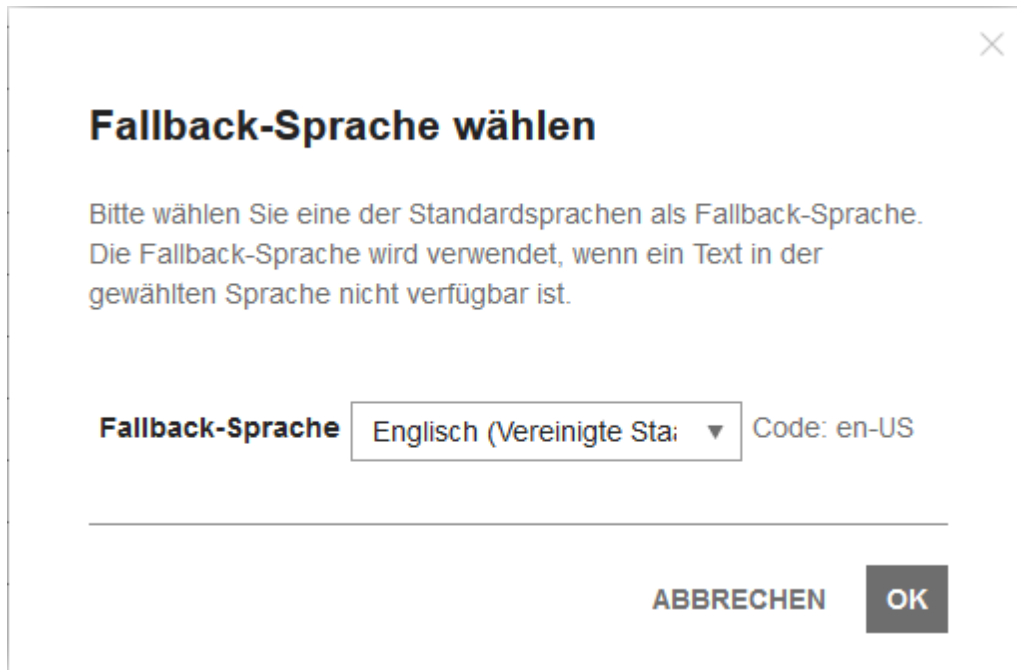 Fallback-Sprache wählen
Bitte wählen Sie eine der Standardsprachen als Fallback-Sprache.
Die Fallback-Sprache wird verwendet, wenn ein Text in der
gewählten Sprache nicht verfügbar ist.
Fallback-Sprache Englisch (Vereinigte Staa ▼ Code: en-US
ABBRECHEN OK